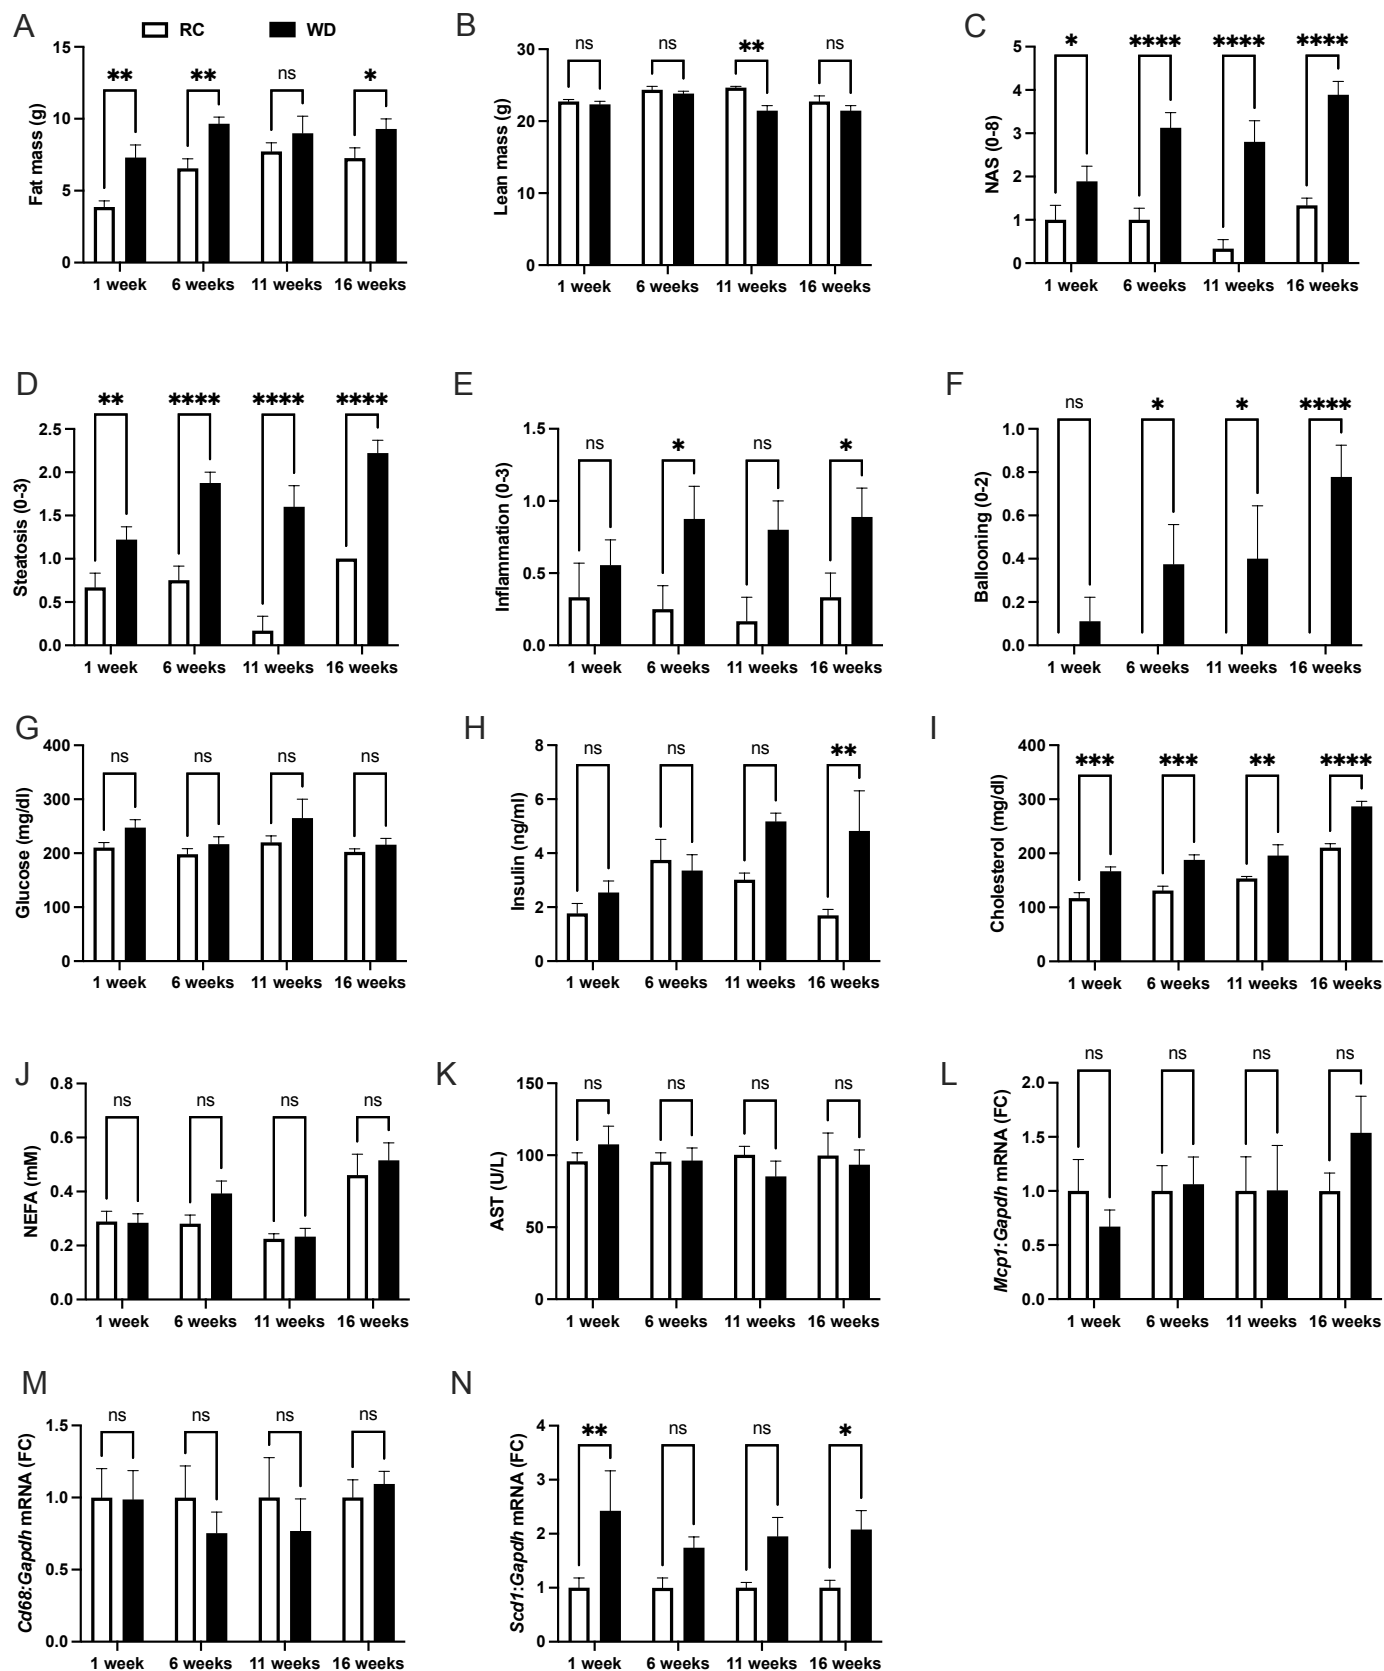 A
RC
WD
Fat mass (g)
15
10
5
0
** ** ns *
1 week 6 weeks 11 weeks 16 weeks
B
Lean mass (g)
30
20
10
0
ns ns ** ns
1 week 6 weeks 11 weeks 16 weeks
C
NAS (0-8)
5
4
3
2
1
0
* **** **** ****
1 week 6 weeks 11 weeks 16 weeks
D
Steatosis (0-3)
2.5
2.0
1.5
1.0
0.5
0.0
** **** **** ****
1 week 6 weeks 11 weeks 16 weeks
E
Inflammation (0-3)
1.5
1.0
0.5
0.0
ns * ns *
1 week 6 weeks 11 weeks 16 weeks
F
Ballooning (0-2)
1.0
0.8
0.6
0.4
0.2
0.0
ns * * ****
1 week 6 weeks 11 weeks 16 weeks
G
Glucose (mg/dl)
400
300
200
100
0
ns ns ns ns
1 week 6 weeks 11 weeks 16 weeks
H
Insulin (ng/ml)
8
6
4
2
0
ns ns ns **
1 week 6 weeks 11 weeks 16 weeks
I
Cholesterol (mg/dl)
400
300
200
100
0
*** *** ** ****
1 week 6 weeks 11 weeks 16 weeks
J
NEFA (mM)
0.8
0.6
0.4
0.2
0.0
ns ns ns ns
1 week 6 weeks 11 weeks 16 weeks
K
AST (U/L)
150
100
50
0
ns ns ns ns
1 week 6 weeks 11 weeks 16 weeks
L
Mcp1:Gapdh mRNA (FC)
2.0
1.5
1.0
0.5
0.0
ns ns ns ns
1 week 6 weeks 11 weeks 16 weeks
M
Cd68:Gapdh mRNA (FC)
1.5
1.0
0.5
0.0
ns ns ns ns
1 week 6 weeks 11 weeks 16 weeks
N
Scd1:Gapdh mRNA (FC)
4
3
2
1
0
** ns ns *
1 week 6 weeks 11 weeks 16 weeks